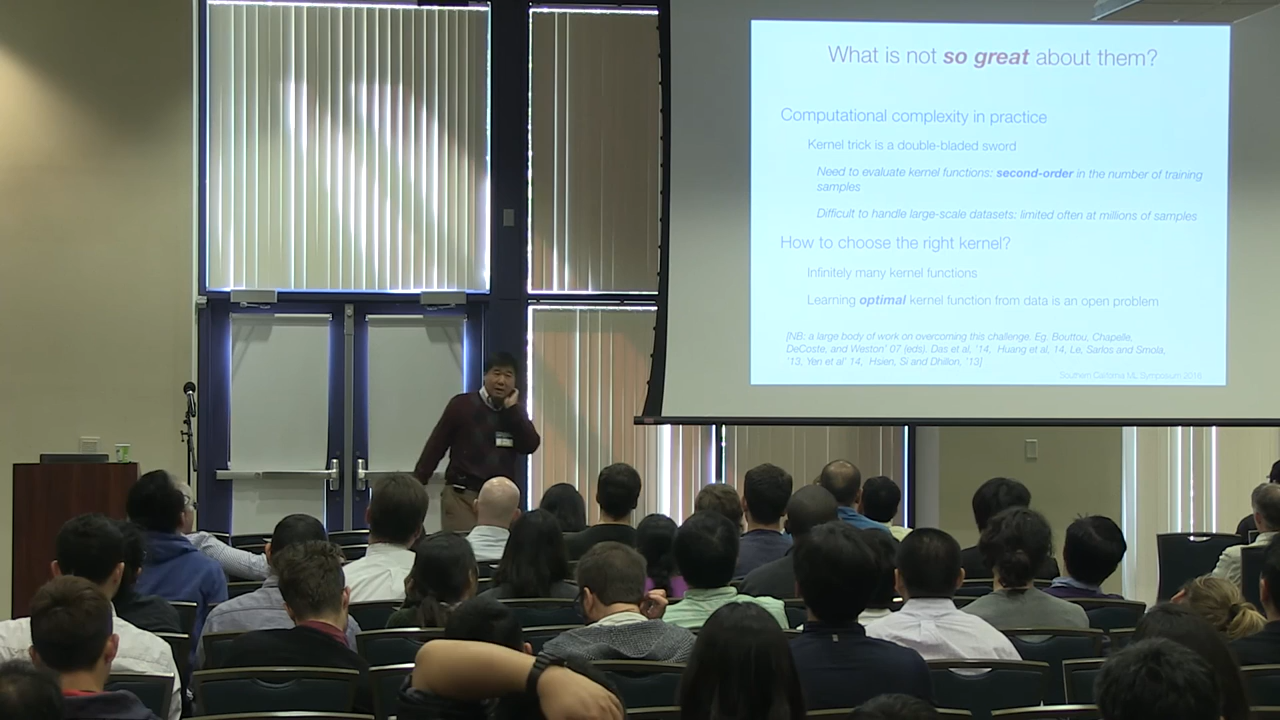 What is not so great about them?
Computational complexity in practice
Kernel trick is a double-bladed sword
Need to evaluate kernel functions: second-order in the number of training
samples
Difficult to handle large-scale datasets: limited often at millions of samples
How to choose the right kernel?
Infinitely many kernel functions
Learning optimal kernel function from data is an open problem
[NB: a large body of work on overcoming this challenge. Eg: Bouttou, Chapelle,
DeCoste, and Weston' 07 (eds), Das et al, '14, Huang et al, 14, Le, Sarlos and Smola,
'13, Yen et al' 14, Hsien, Si and Dhillon, '13]
Southern California ML Symposium 2016